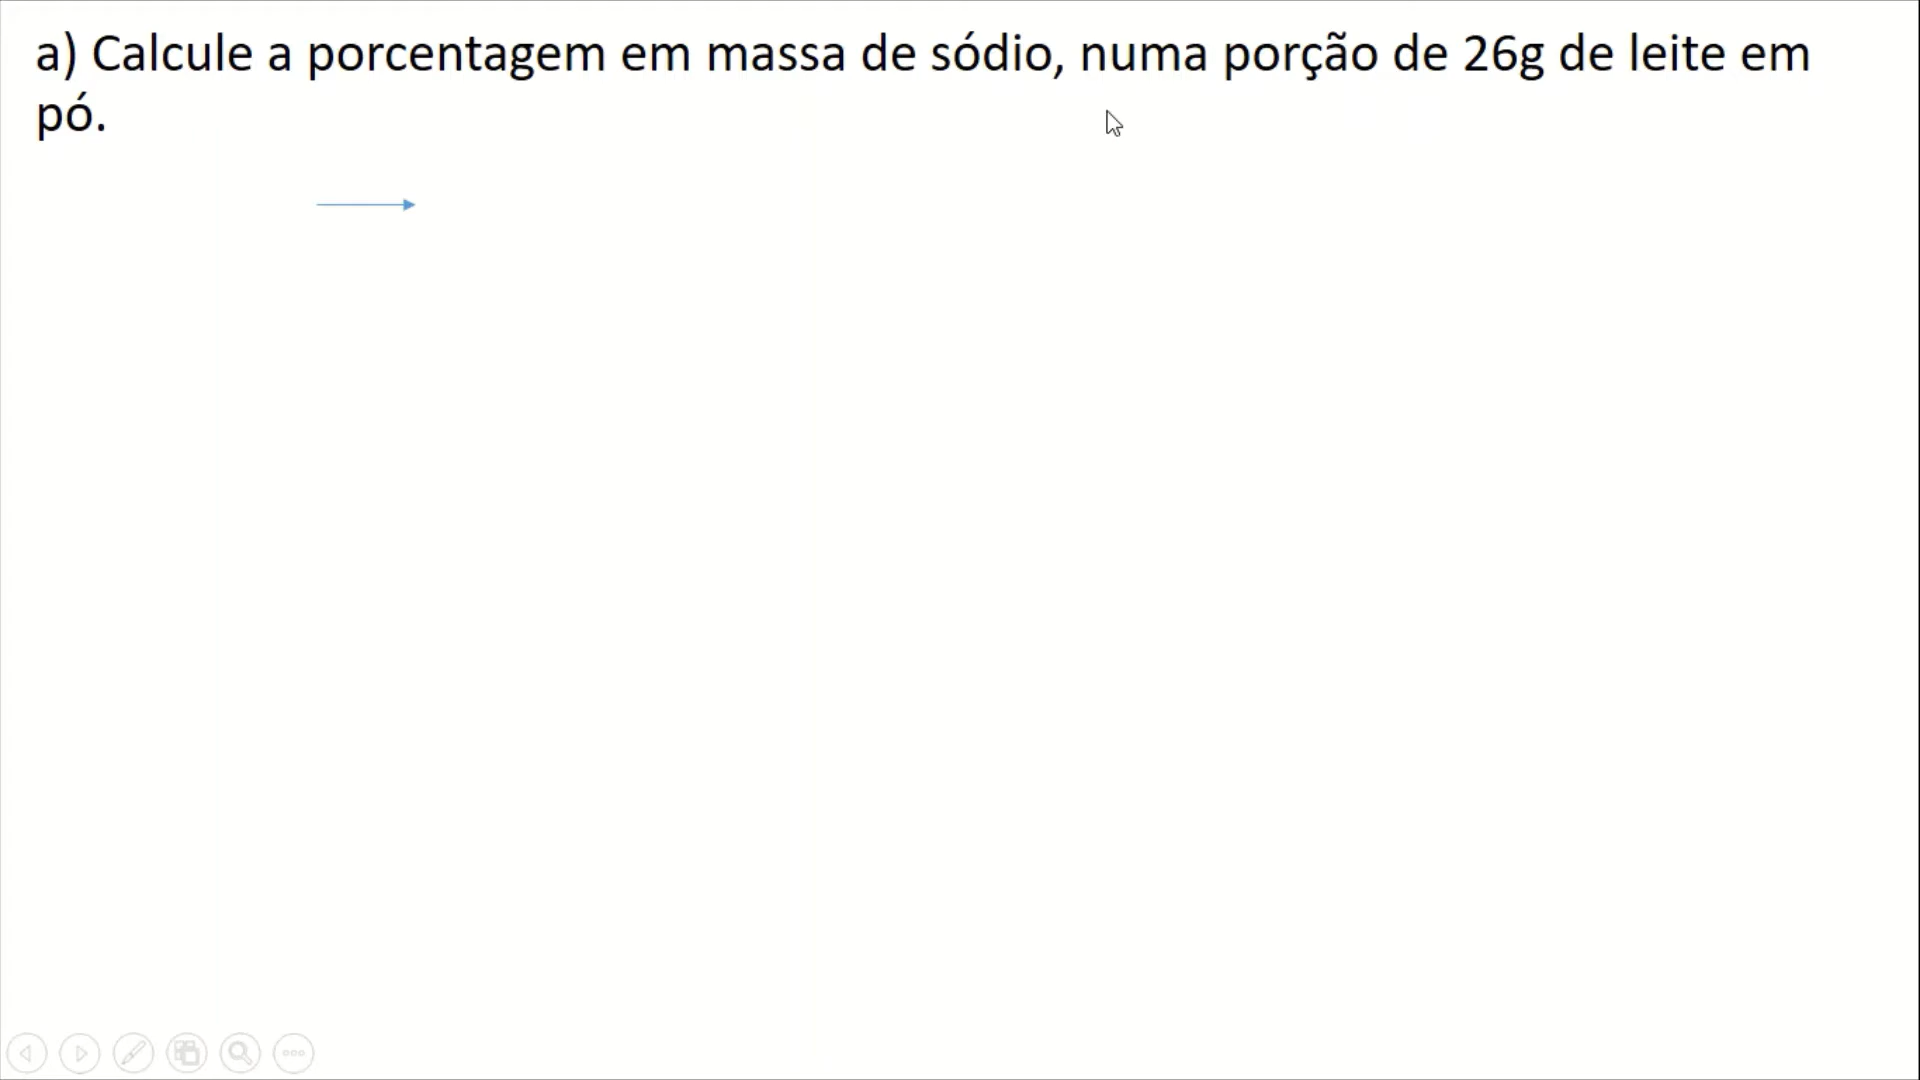 a) Calcule a porcentagem em massa de sódio, numa porção de 26g de leite em
pó.